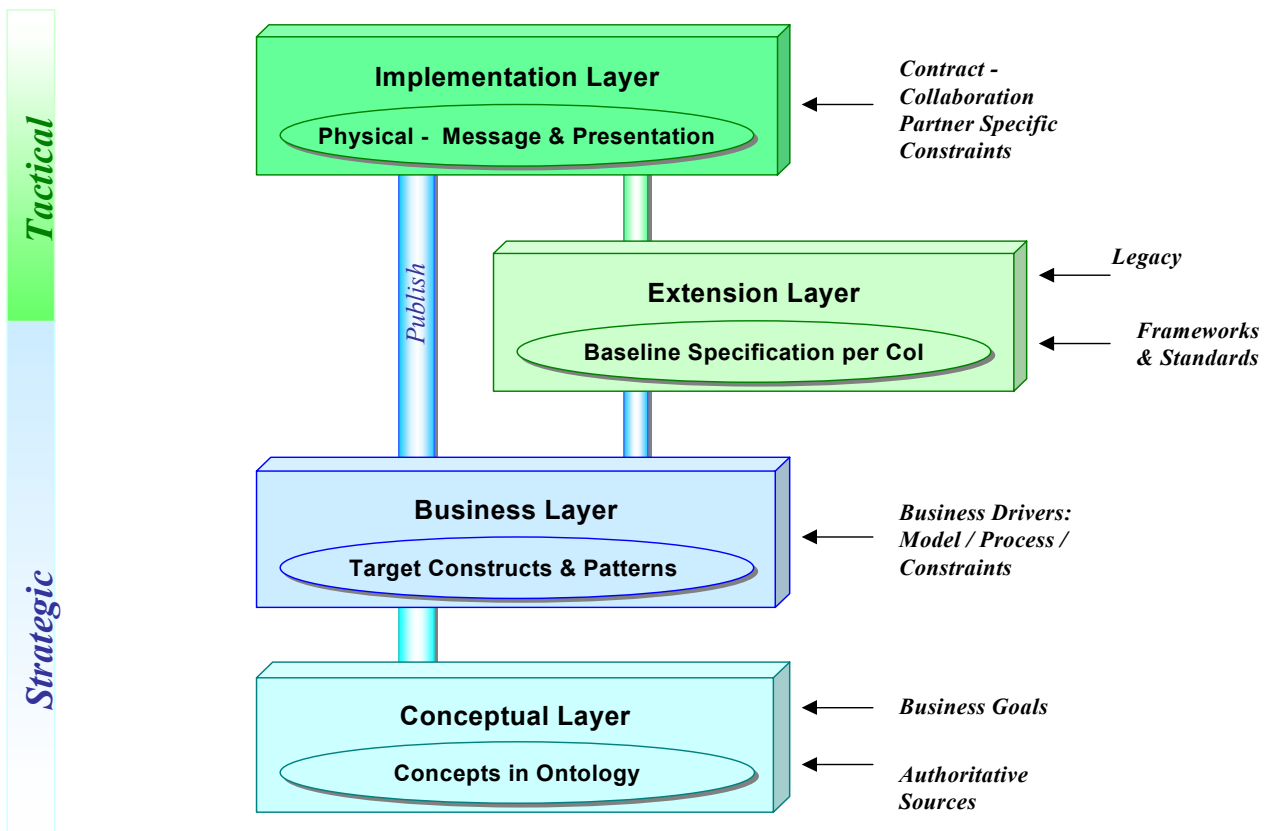 Tactical
Strategic
Implementation Layer
Physical - Message & Presentation
Contract -
Collaboration
Partner Specific
Constraints
Publish
Extension Layer
Baseline Specification per CoI
Legacy
Frameworks
& Standards
Business Layer
Target Constructs & Patterns
Business Drivers:
Model / Process /
Constraints
Conceptual Layer
Concepts in Ontology
Business Goals
Authoritative
Sources